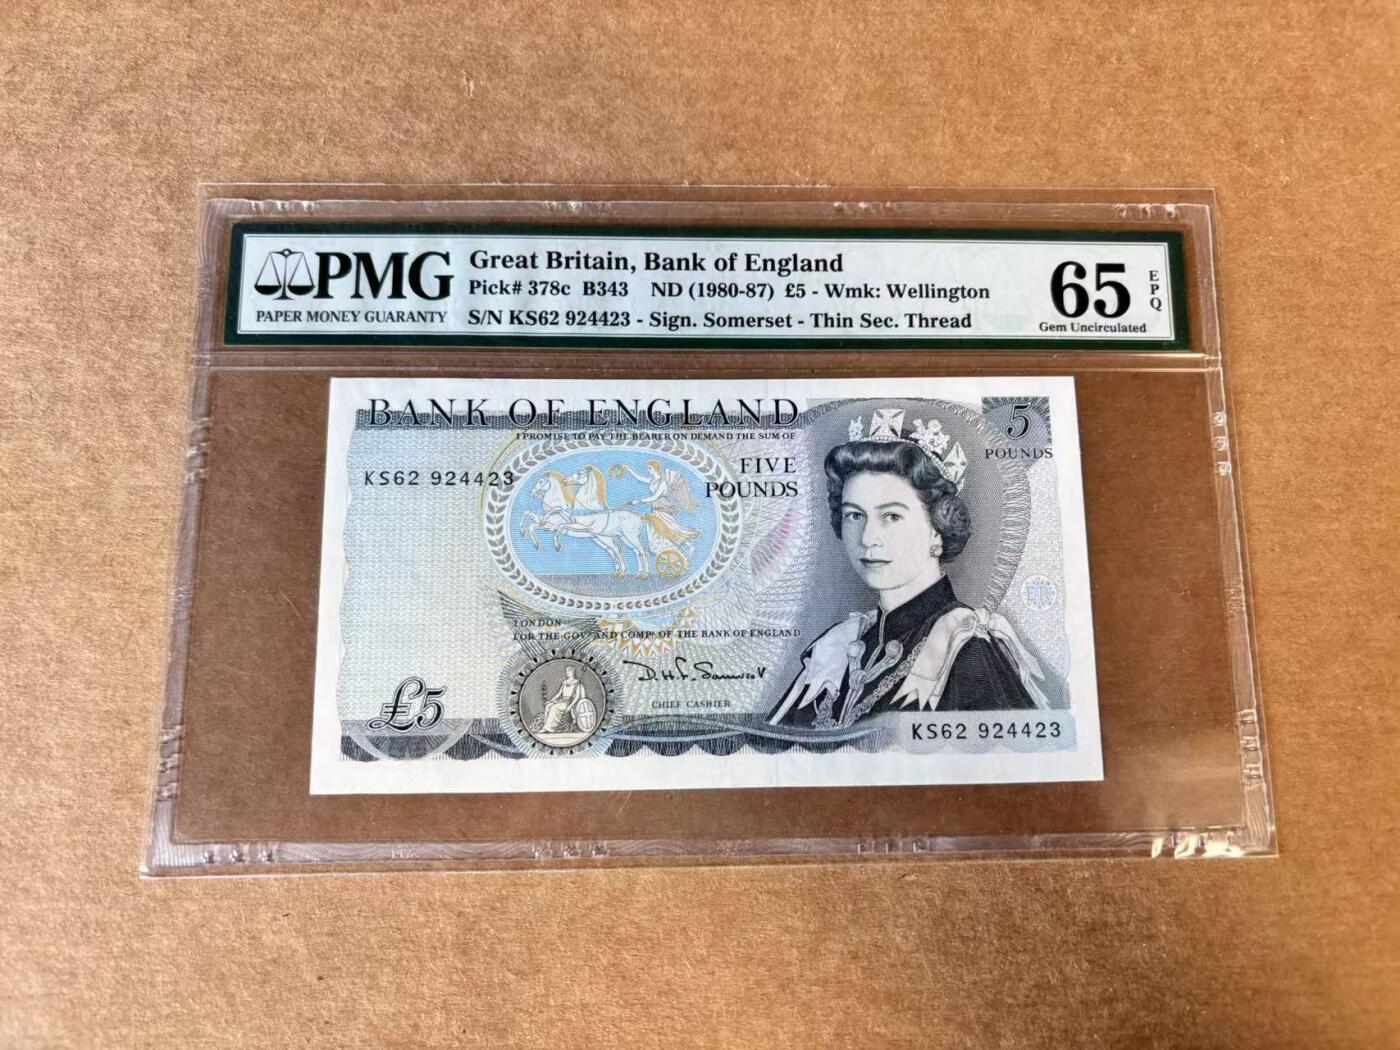 PMG
PAPER MONEY GUARANTY
Great Britain, Bank of England
Pick# 378c B343 ND (1980-87) £5 - Wmk: Wellington
S/N KS62 924423 - Sign. Somerset - Thin Sec. Thread
65
EPQ
Gem Uncirculated
BANK OF ENGLAND
I PROMISE TO PAY THE BEARER ON DEMAND THE SUM OF
5
POUNDS
KS62 924423
FIVE
POUNDS
LONDON
FOR THE GOVR AND COMPA OF THE BANK OF ENGLAND
D.H.F. Somerset
CHIEF CASHIER
£5
KS62 924423